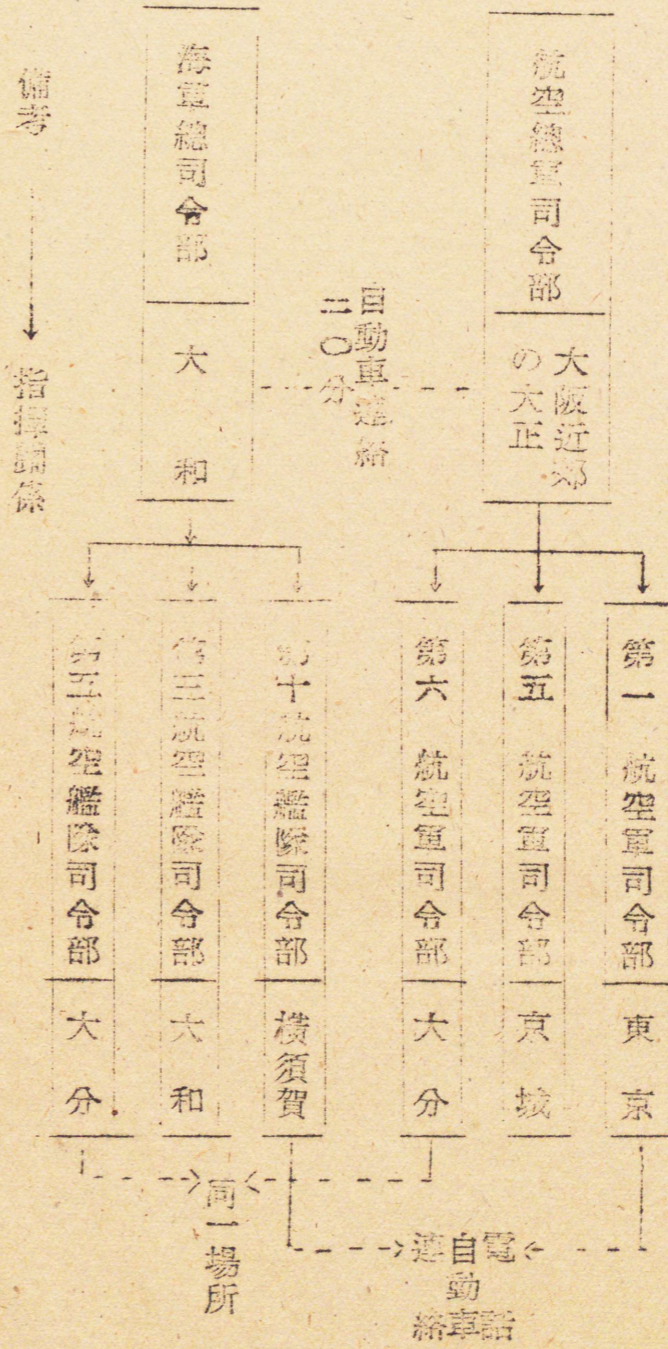 航空總軍司令部
大阪近郊
の大正
第一 航空軍司令部
東京
第五 航空軍司令部
京城
第六 航空軍司令部
大分
電話
自動車
連絡
自動車連絡
二〇分
海軍總司令部
大和
第十航空艦隊司令部
横須賀
第三航空艦隊司令部
大和
第五航空艦隊司令部
大分
同一場所
備考
指揮關係